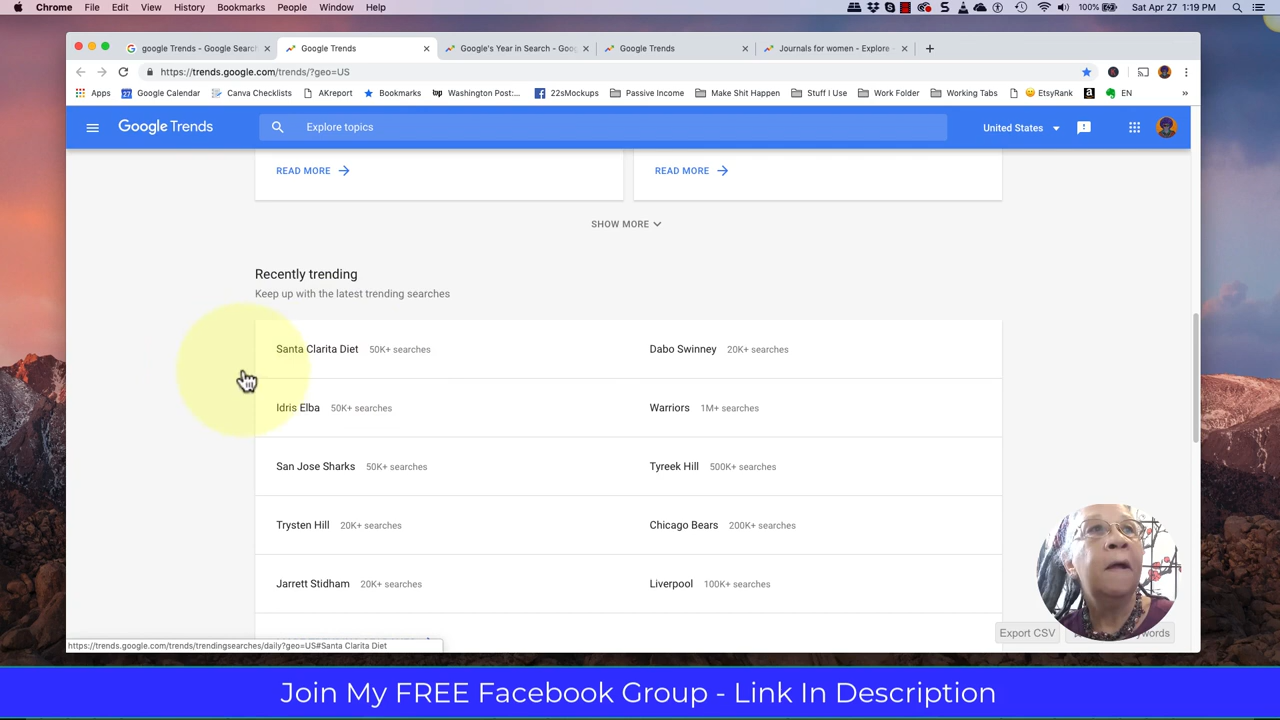 Chrome File Edit View History Bookmarks People Window Help 100% Sat Apr 27 1:19 PM
google Trends - Google Search Google Trends Google's Year in Search - Goog Google Trends Journals for women - Explore -
https://trends.google.com/trends/?geo=US
Apps Google Calendar Canva Checklists AKreport Bookmarks wp Washington Post:... 22sMockups Passive Income Make Shit Happen Stuff I Use Work Folder Working Tabs EtsyRank a EN »
Google Trends Explore topics United States
READ MORE READ MORE
SHOW MORE
Recently trending
Keep up with the latest trending searches
Santa Clarita Diet 50K+ searches Dabo Swinney 20K+ searches
Idris Elba 50K+ searches Warriors 1M+ searches
San Jose Sharks 50K+ searches Tyreek Hill 500K+ searches
Trysten Hill 20K+ searches Chicago Bears 200K+ searches
Jarrett Stidham 20K+ searches Liverpool 100K+ searches
Export CSV
https://trends.google.com/trends/trendingsearches/daily?geo=US#Santa Clarita Diet
Join My FREE Facebook Group - Link In Description